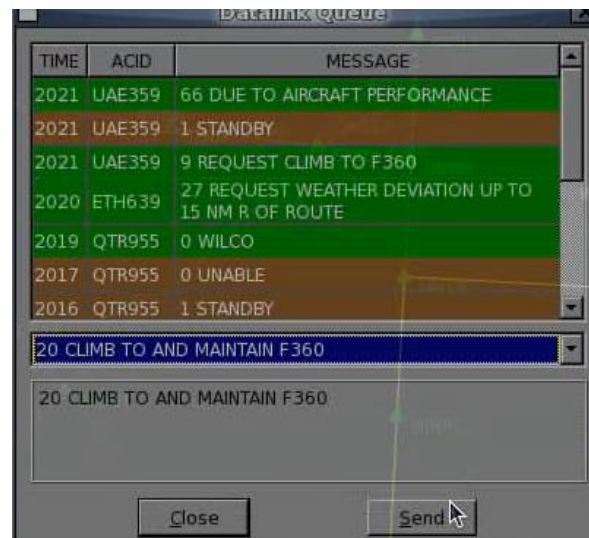 Datalink Queue
TIME ACID MESSAGE
2021 UAE359 66 DUE TO AIRCRAFT PERFORMANCE
2021 UAE359 1 STANDBY
2021 UAE359 9 REQUEST CLIMB TO F360
2020 ETH639 27 REQUEST WEATHER DEVIATION UP TO
15 NM R OF ROUTE
2019 QTR955 0 WILCO
2017 QTR955 0 UNABLE
2016 QTR955 1 STANDBY
20 CLIMB TO AND MAINTAIN F360
20 CLIMB TO AND MAINTAIN F360
Close Send